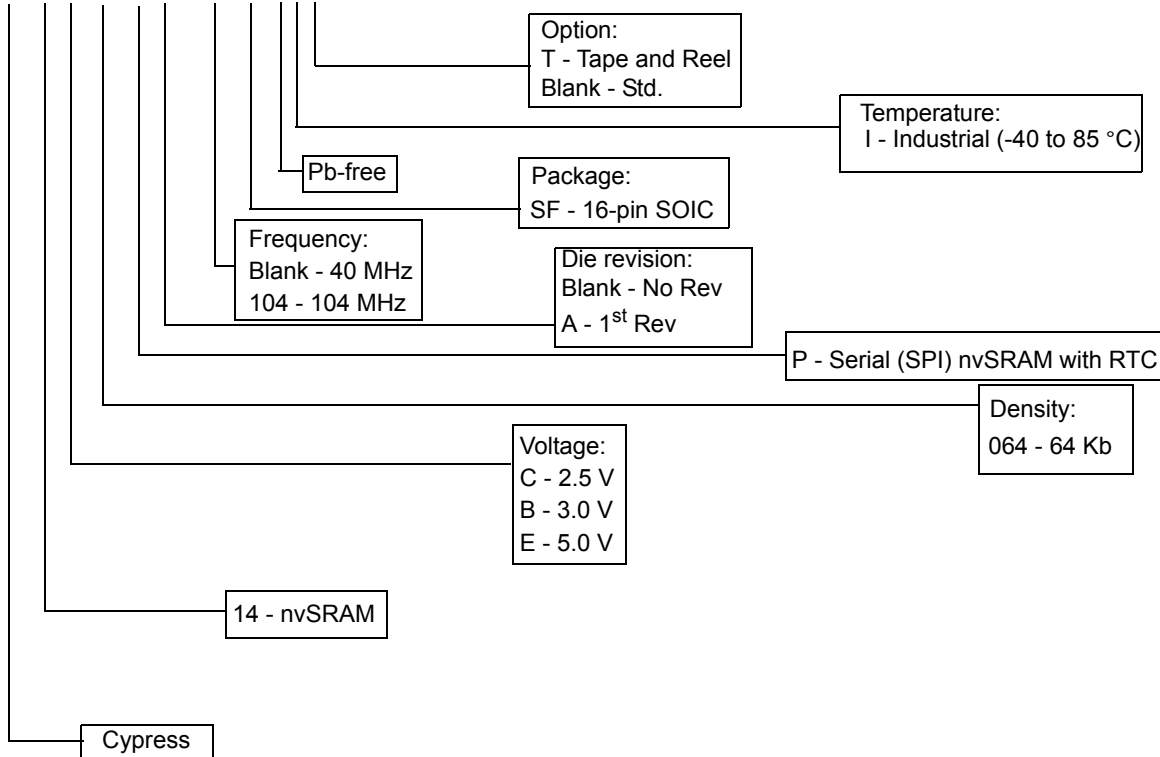 Option:
T - Tape and Reel
Blank - Std.
Temperature:
I - Industrial (-40 to 85 °C)
Pb-free
Package:
SF - 16-pin SOIC
Frequency:
Blank - 40 MHz
104 - 104 MHz
Die revision:
Blank - No Rev
A - 1st Rev
P - Serial (SPI) nvSRAM with RTC
Density:
064 - 64 Kb
Voltage:
C - 2.5 V
B - 3.0 V
E - 5.0 V
14 - nvSRAM
Cypress